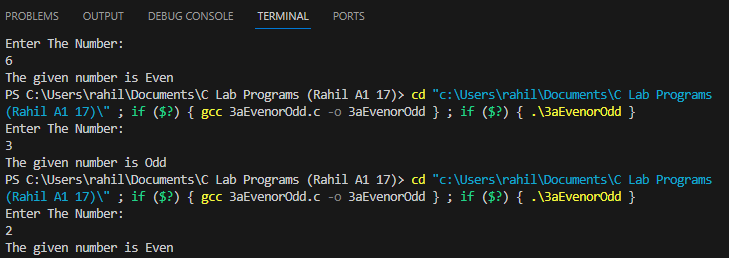 PROBLEMS OUTPUT DEBUG CONSOLE TERMINAL PORTS
Enter The Number:
6
The given number is Even
PS C:\Users\rahil\Documents\C Lab Programs (Rahil A1 17)> cd "c:\Users\rahil\Documents\C Lab Programs
(Rahil A1 17)\" ; if ($?) { gcc 3aEvenorOdd.c -o 3aEvenorOdd } ; if ($?) { .\3aEvenorOdd }
Enter The Number:
3
The given number is Odd
PS C:\Users\rahil\Documents\C Lab Programs (Rahil A1 17)> cd "c:\Users\rahil\Documents\C Lab Programs
(Rahil A1 17)\" ; if ($?) { gcc 3aEvenorOdd.c -o 3aEvenorOdd } ; if ($?) { .\3aEvenorOdd }
Enter The Number:
2
The given number is Even